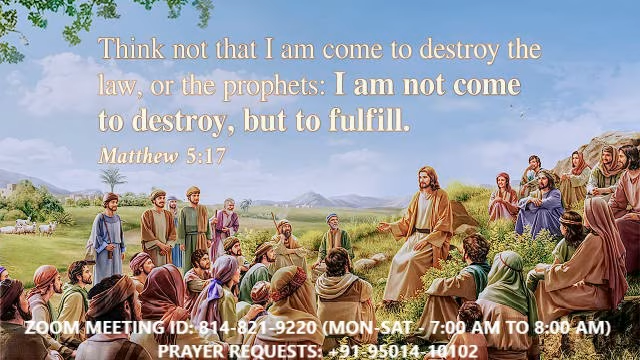 Think not that I am come to destroy the
law, or the prophets: I am not come
to destroy, but to fulfill.
Matthew 5:17
ZOOM MEETING ID: 814-821-9220 (MON-SAT - 7:00 AM TO 8:00 AM)
PRAYER REQUESTS: +91-95014-10102